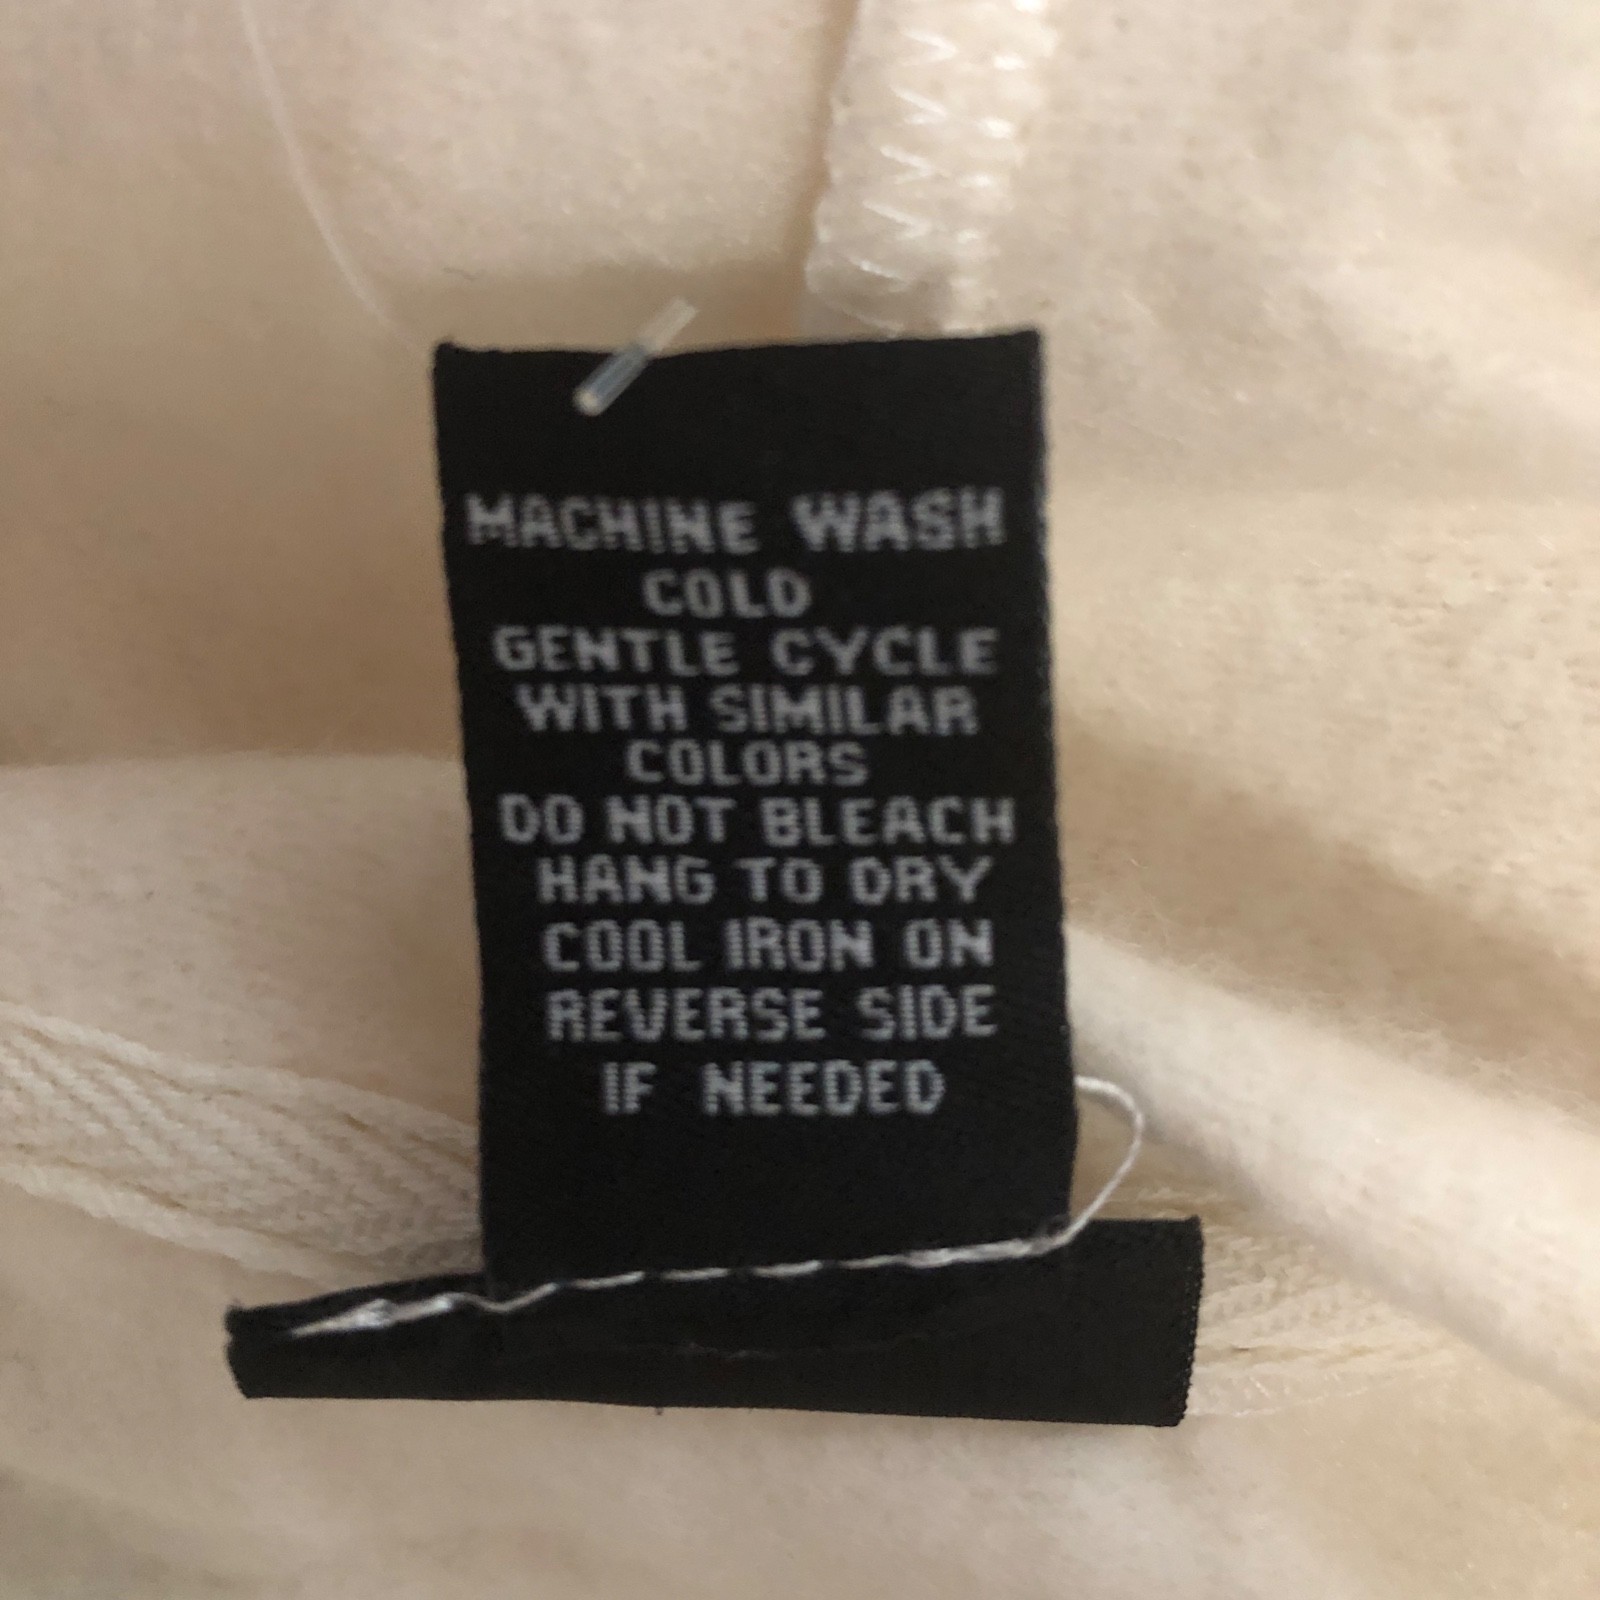 MACHINE WASH
COLD
GENTLE CYCLE
WITH SIMILAR
COLORS
DO NOT BLEACH
HANG TO DRY
COOL IRON ON
REVERSE SIDE
IF NEEDED